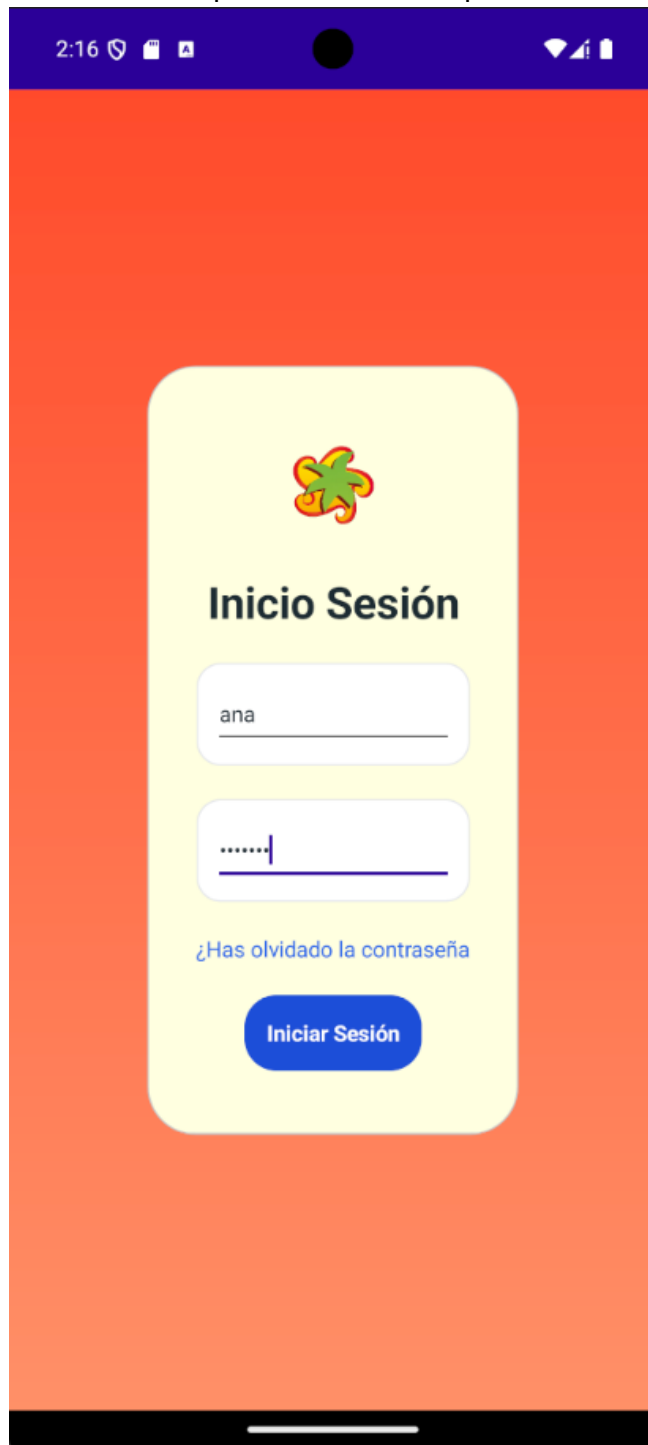 2:16
A
Inicio Sesión
ana
•••••••
¿Has olvidado la contraseña
Iniciar Sesión